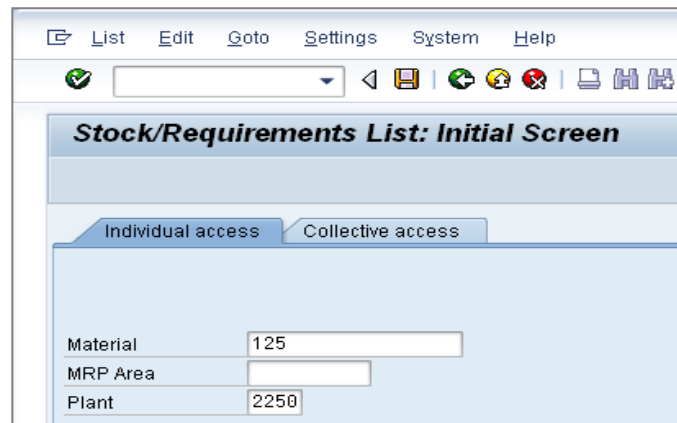 List Edit Goto Settings System Help
Stock/Requirements List: Initial Screen
Individual access Collective access
Material 125
MRP Area
Plant 2250